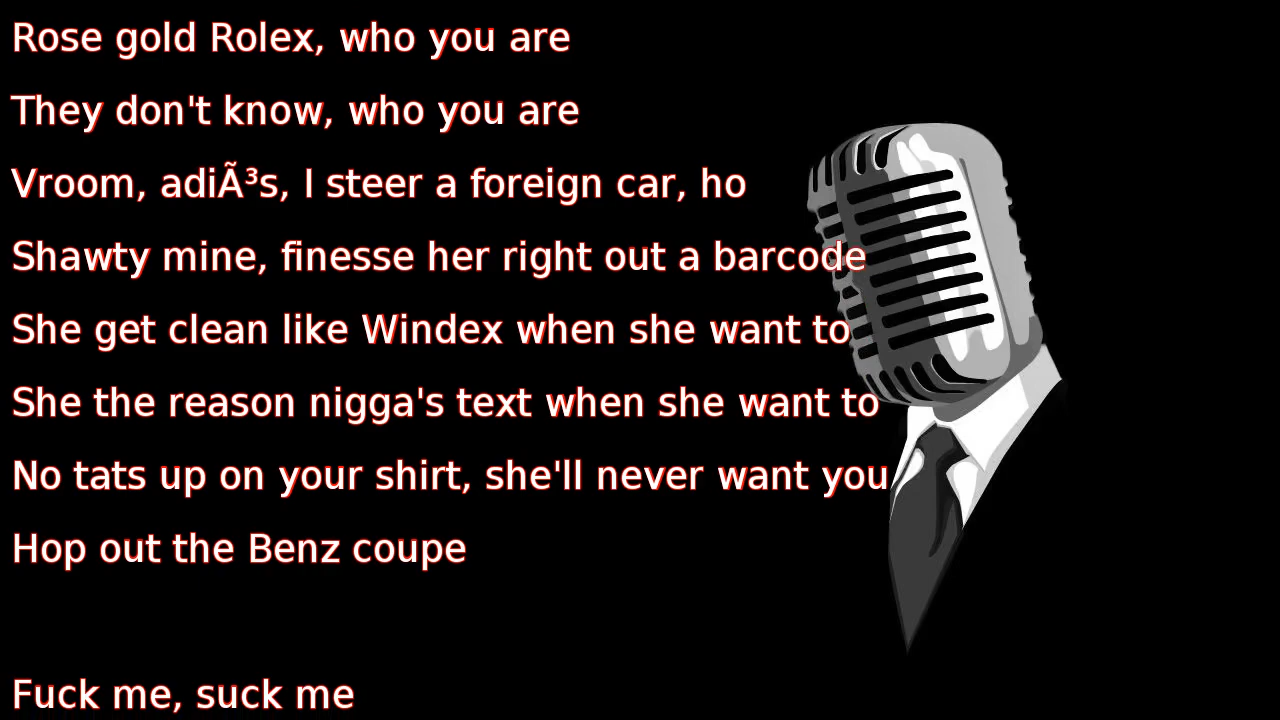 Rose gold Rolex, who you are
They don't know, who you are
Vroom, adiÃ³s, I steer a foreign car, ho
Shawty mine, finesse her right out a barcode
She get clean like Windex when she want to
She the reason nigga's text when she want to
No tats up on your shirt, she'll never want you
Hop out the Benz coupe
Fuck me, suck me